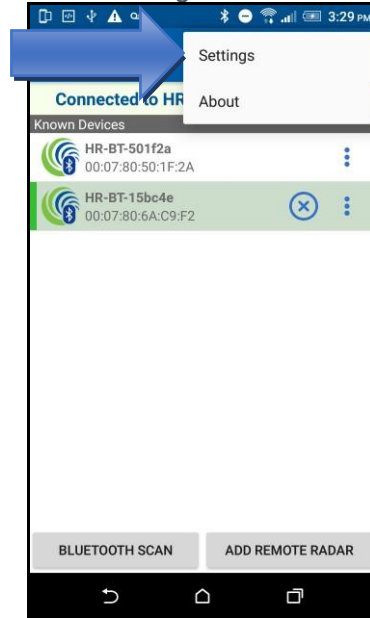 3:29 PM
Settings
Connected to HR
About
Known Devices
HR-BT-501f2a
00:07:80:50:1F:2A
HR-BT-15bc4e
00:07:80:6A:C9:F2
BLUETOOTH SCAN
ADD REMOTE RADAR